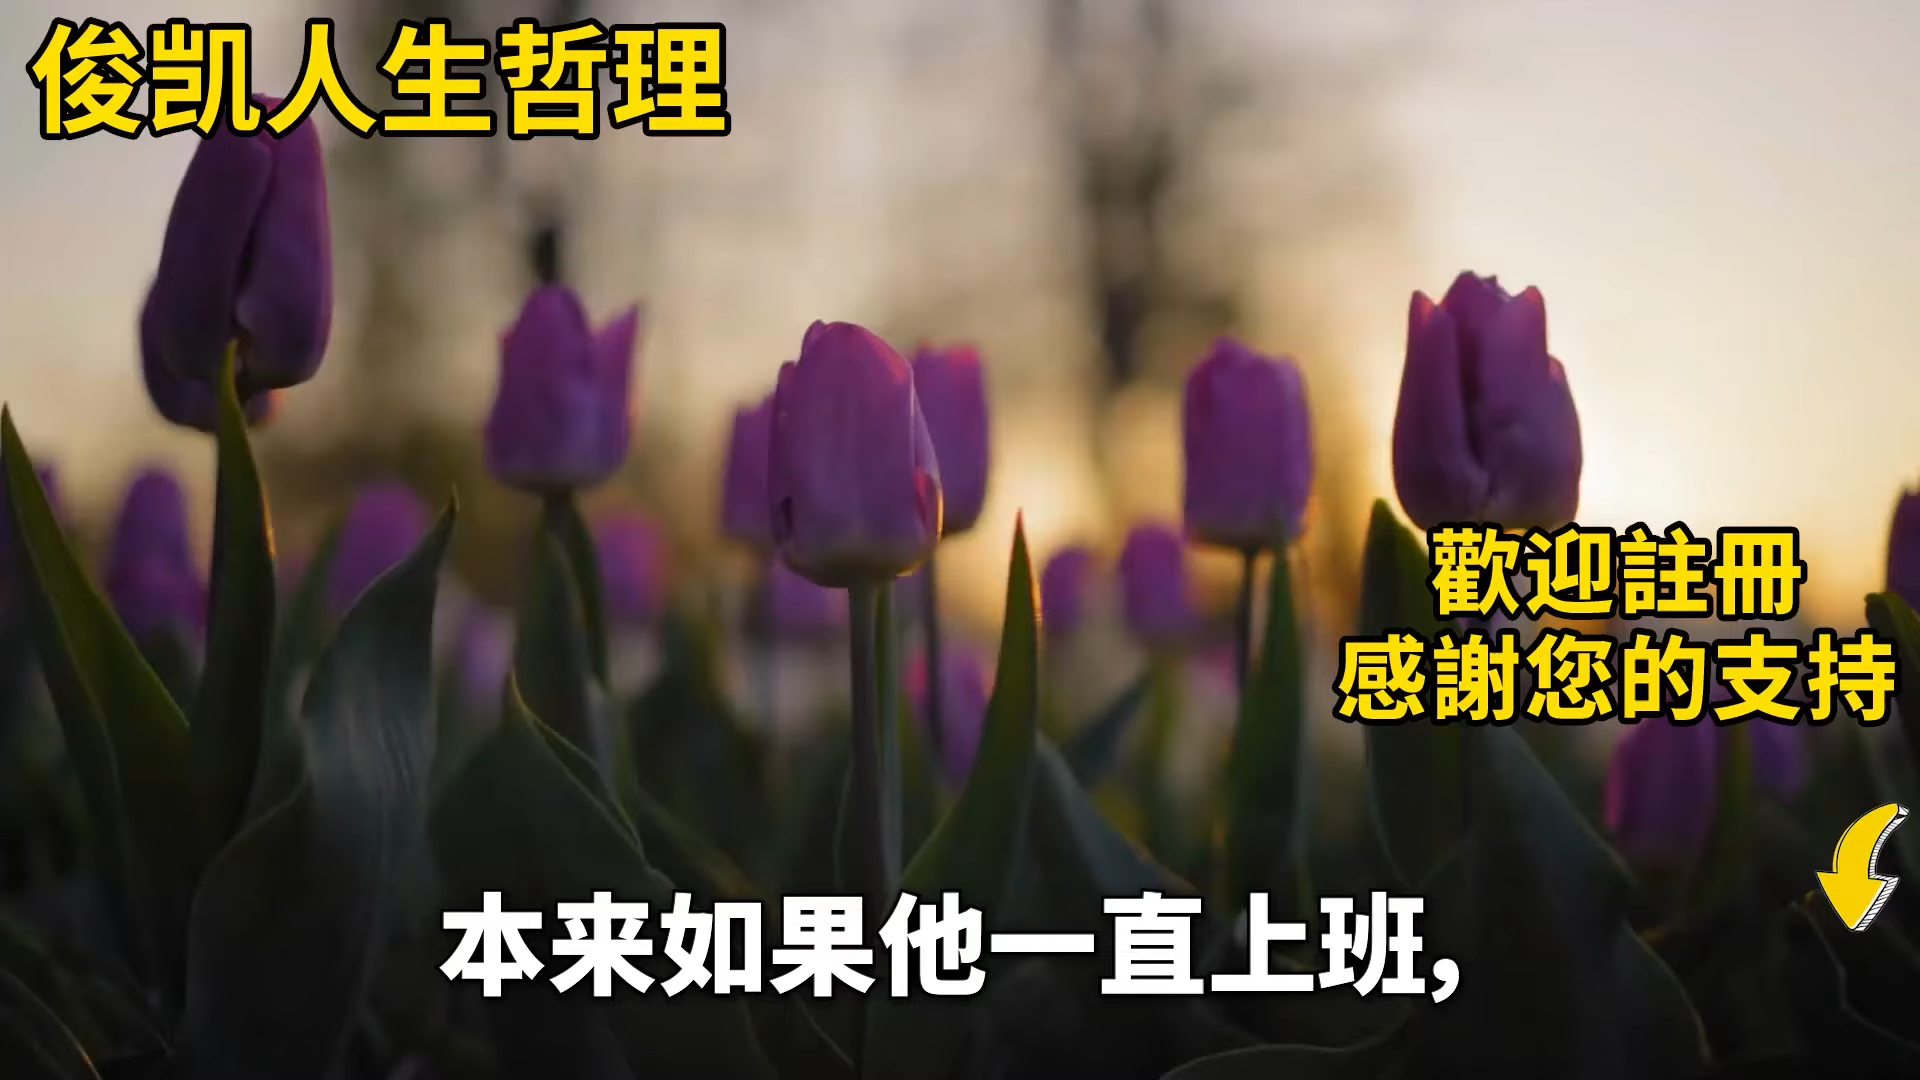 俊凯人生哲理
歡迎註冊
感謝您的支持
本来如果他一直上班,